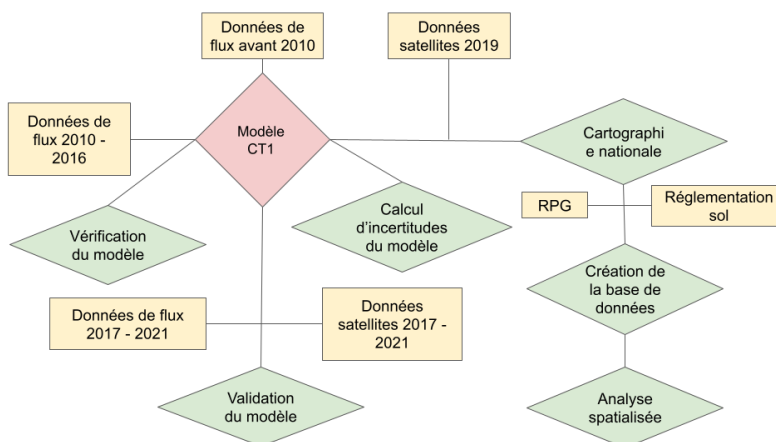 Données de
flux avant 2010
Données
satellites 2019
Données de
flux 2010 -
2016
Modèle
CT1
Cartographi
e nationale
RPG
Réglementation
sol
Vérification
du modèle
Calcul
d'incertitudes
du modèle
Création de
la base de
données
Données de flux
2017 - 2021
Données
satellites 2017 -
2021
Validation
du modèle
Analyse
spatialisée